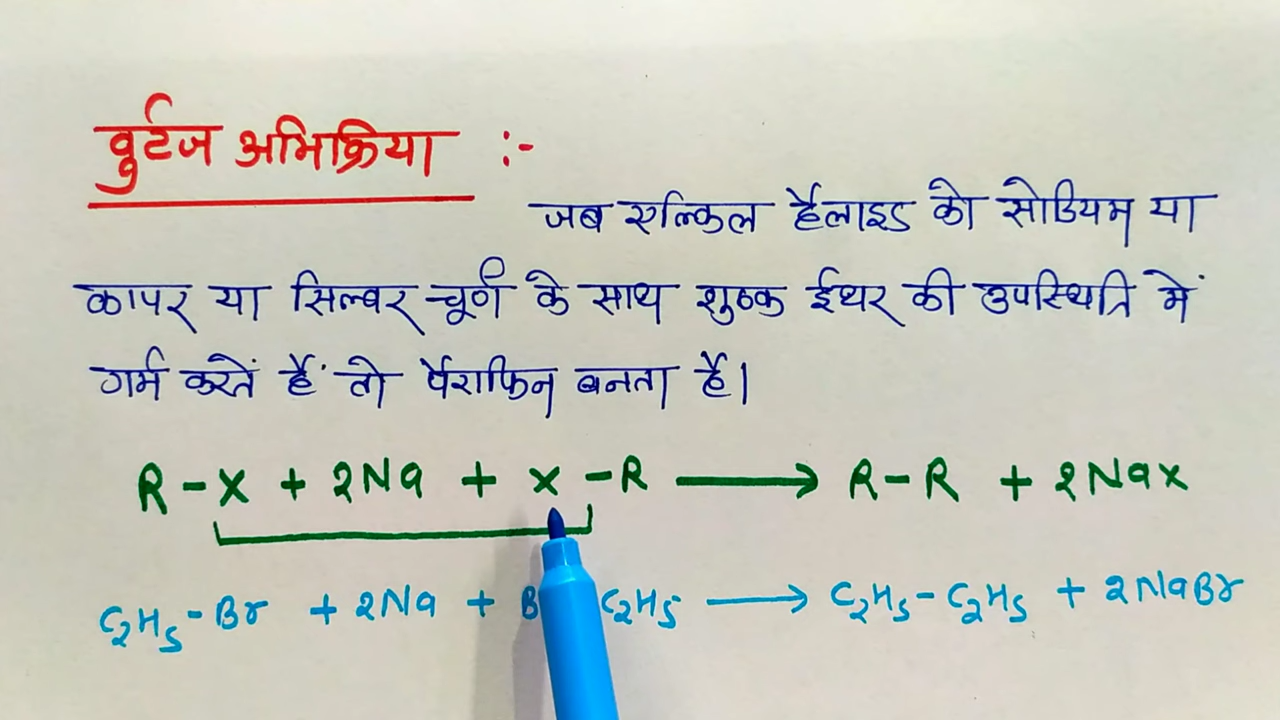 वुर्टज अभिक्रिया :-
जब एल्किल हैलाइड को सोडियम या
कापर या सिल्वर चूर्ण के साथ शुष्क ईथर की उपस्थिति में
गर्म करतें हैं तो पैराफिन बनता है।
R-X + 2Na + X-R ⟶ R-R + 2NaX
C₂H₅-Br + 2Na + B C₂H₅ ⟶ C₂H₅-C₂H₅ + 2NaBr